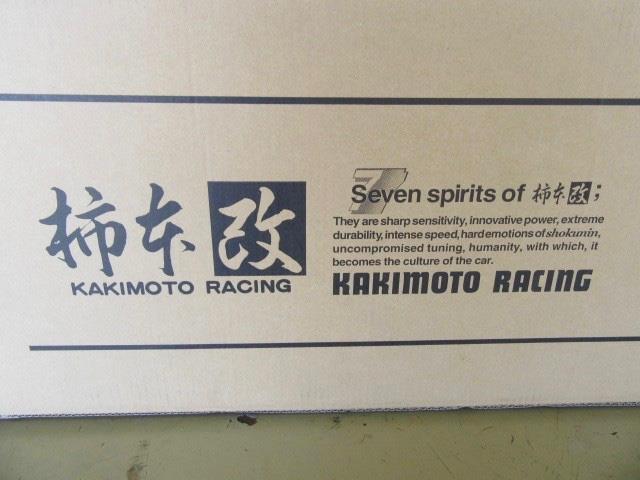 柿本改
KAKIMOTO RACING
7
Seven spirits of 柿本改;
They are sharp sensitivity, innovative power, extreme
durability, intense speed, hard emotions of shokunin,
uncompromised tuning, humanity, with which, it
becomes the culture of the car.
KAKIMOTO RACING